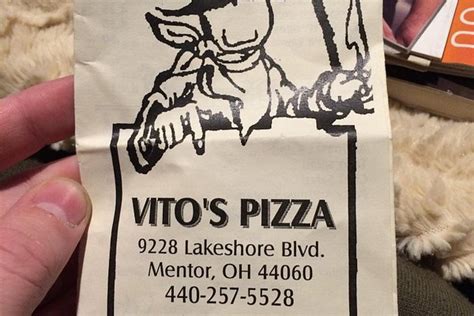 VITO'S PIZZA
9228 Lakeshore Blvd.
Mentor, OH 44060
440-257-5528